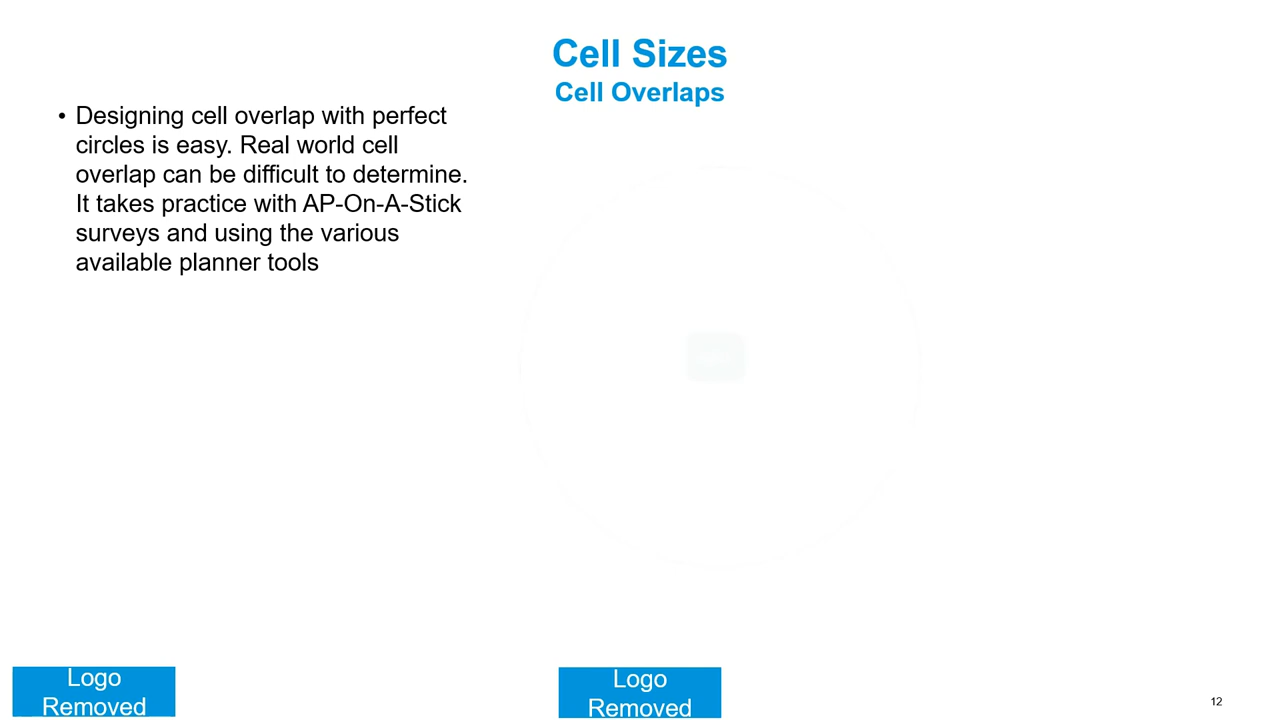 Cell Sizes
Cell Overlaps
• Designing cell overlap with perfect
circles is easy. Real world cell
overlap can be difficult to determine.
It takes practice with AP-On-A-Stick
surveys and using the various
available planner tools
Logo
Removed
Logo
Removed
12